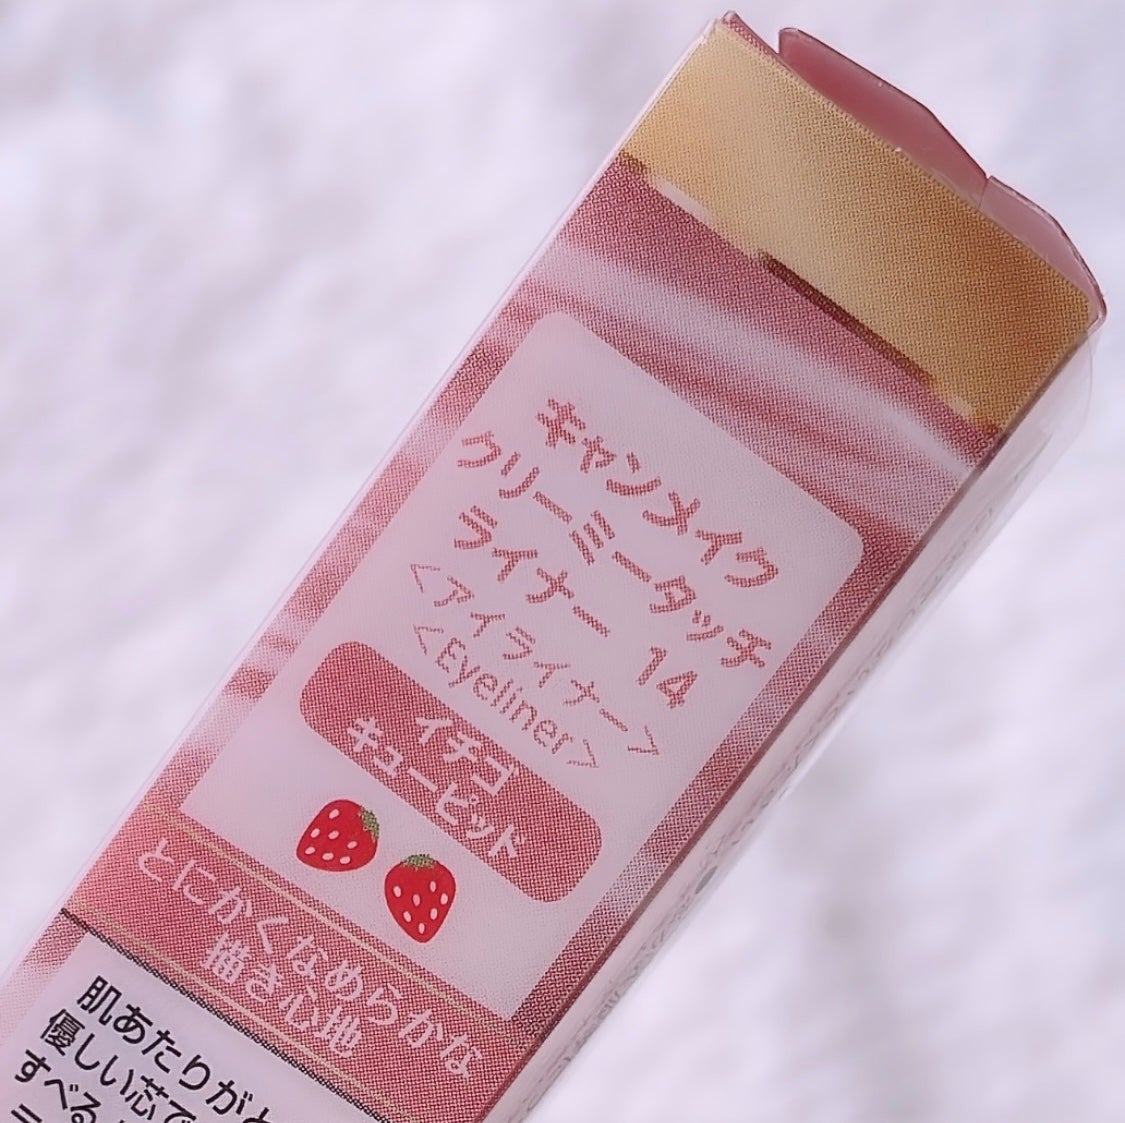 キャンメイク
クリーミータッチ
ライナー 14
<アイライナー>
<Eyeliner>
イチゴ
キューピッド
とにかくなめらかな
描き心地
肌あたりがと
優しい芯で
すべる